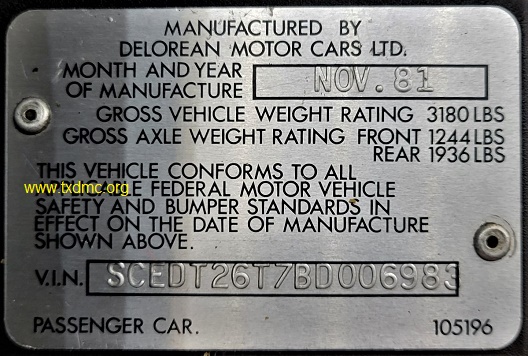 MANUFACTURED BY
DELOREAN MOTOR CARS LTD.
MONTH AND YEAR
OF MANUFACTURE NOV. 81
GROSS VEHICLE WEIGHT RATING 3180 LBS
GROSS AXLE WEIGHT RATING FRONT 1244 LBS
REAR 1936 LBS
THIS VEHICLE CONFORMS TO ALL
www.txdmc.org
FEDERAL MOTOR VEHICLE
SAFETY AND BUMPER STANDARDS IN
EFFECT ON THE DATE OF MANUFACTURE
SHOWN ABOVE.
V.I.N. SCEDT26T7BD006983
PASSENGER CAR. 105196